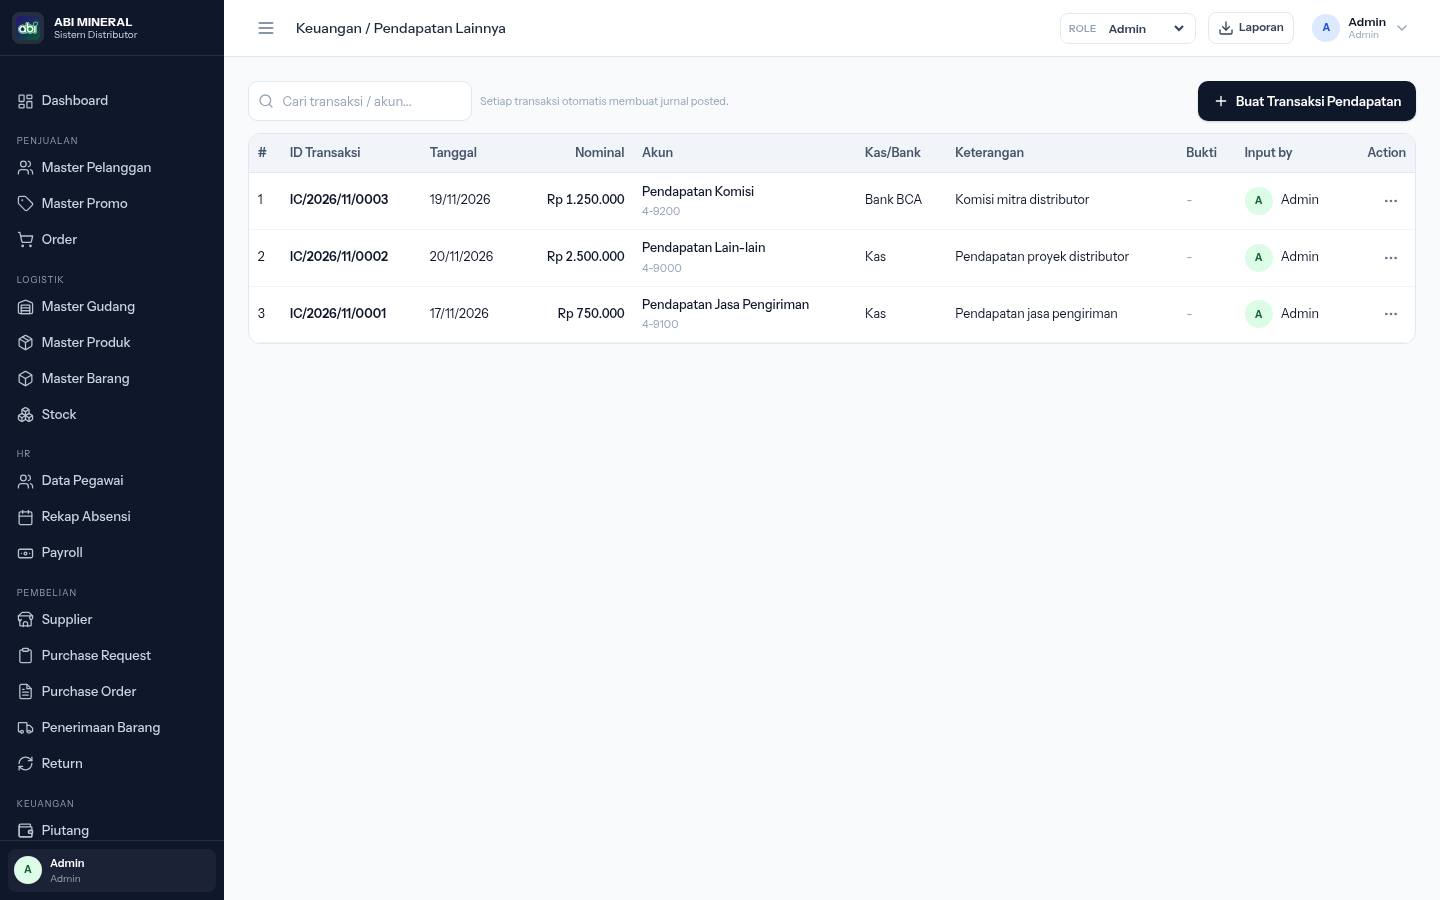 abi
ABI MINERAL
Sistem Distributor
Dashboard
PENJUALAN
Master Pelanggan
Master Promo
Order
LOGISTIK
Master Gudang
Master Produk
Master Barang
Stock
HR
Data Pegawai
Rekap Absensi
Payroll
PEMBELIAN
Supplier
Purchase Request
Purchase Order
Penerimaan Barang
Return
KEUANGAN
Piutang
A Admin
Admin
Keuangan / Pendapatan Lainnya
ROLE Admin
Laporan
A Admin
Admin
Cari transaksi / akun...
Setiap transaksi otomatis membuat jurnal posted.
+ Buat Transaksi Pendapatan
# ID Transaksi Tanggal Nominal Akun Kas/Bank Keterangan Bukti Input by Action
1 IC/2026/11/0003 19/11/2026 Rp 1.250.000 Pendapatan Komisi Bank BCA Komisi mitra distributor - A Admin ...
4-9200
2 IC/2026/11/0002 20/11/2026 Rp 2.500.000 Pendapatan Lain-lain Kas Pendapatan proyek distributor - A Admin ...
4-9000
3 IC/2026/11/0001 17/11/2026 Rp 750.000 Pendapatan Jasa Pengiriman Kas Pendapatan jasa pengiriman - A Admin ...
4-9100